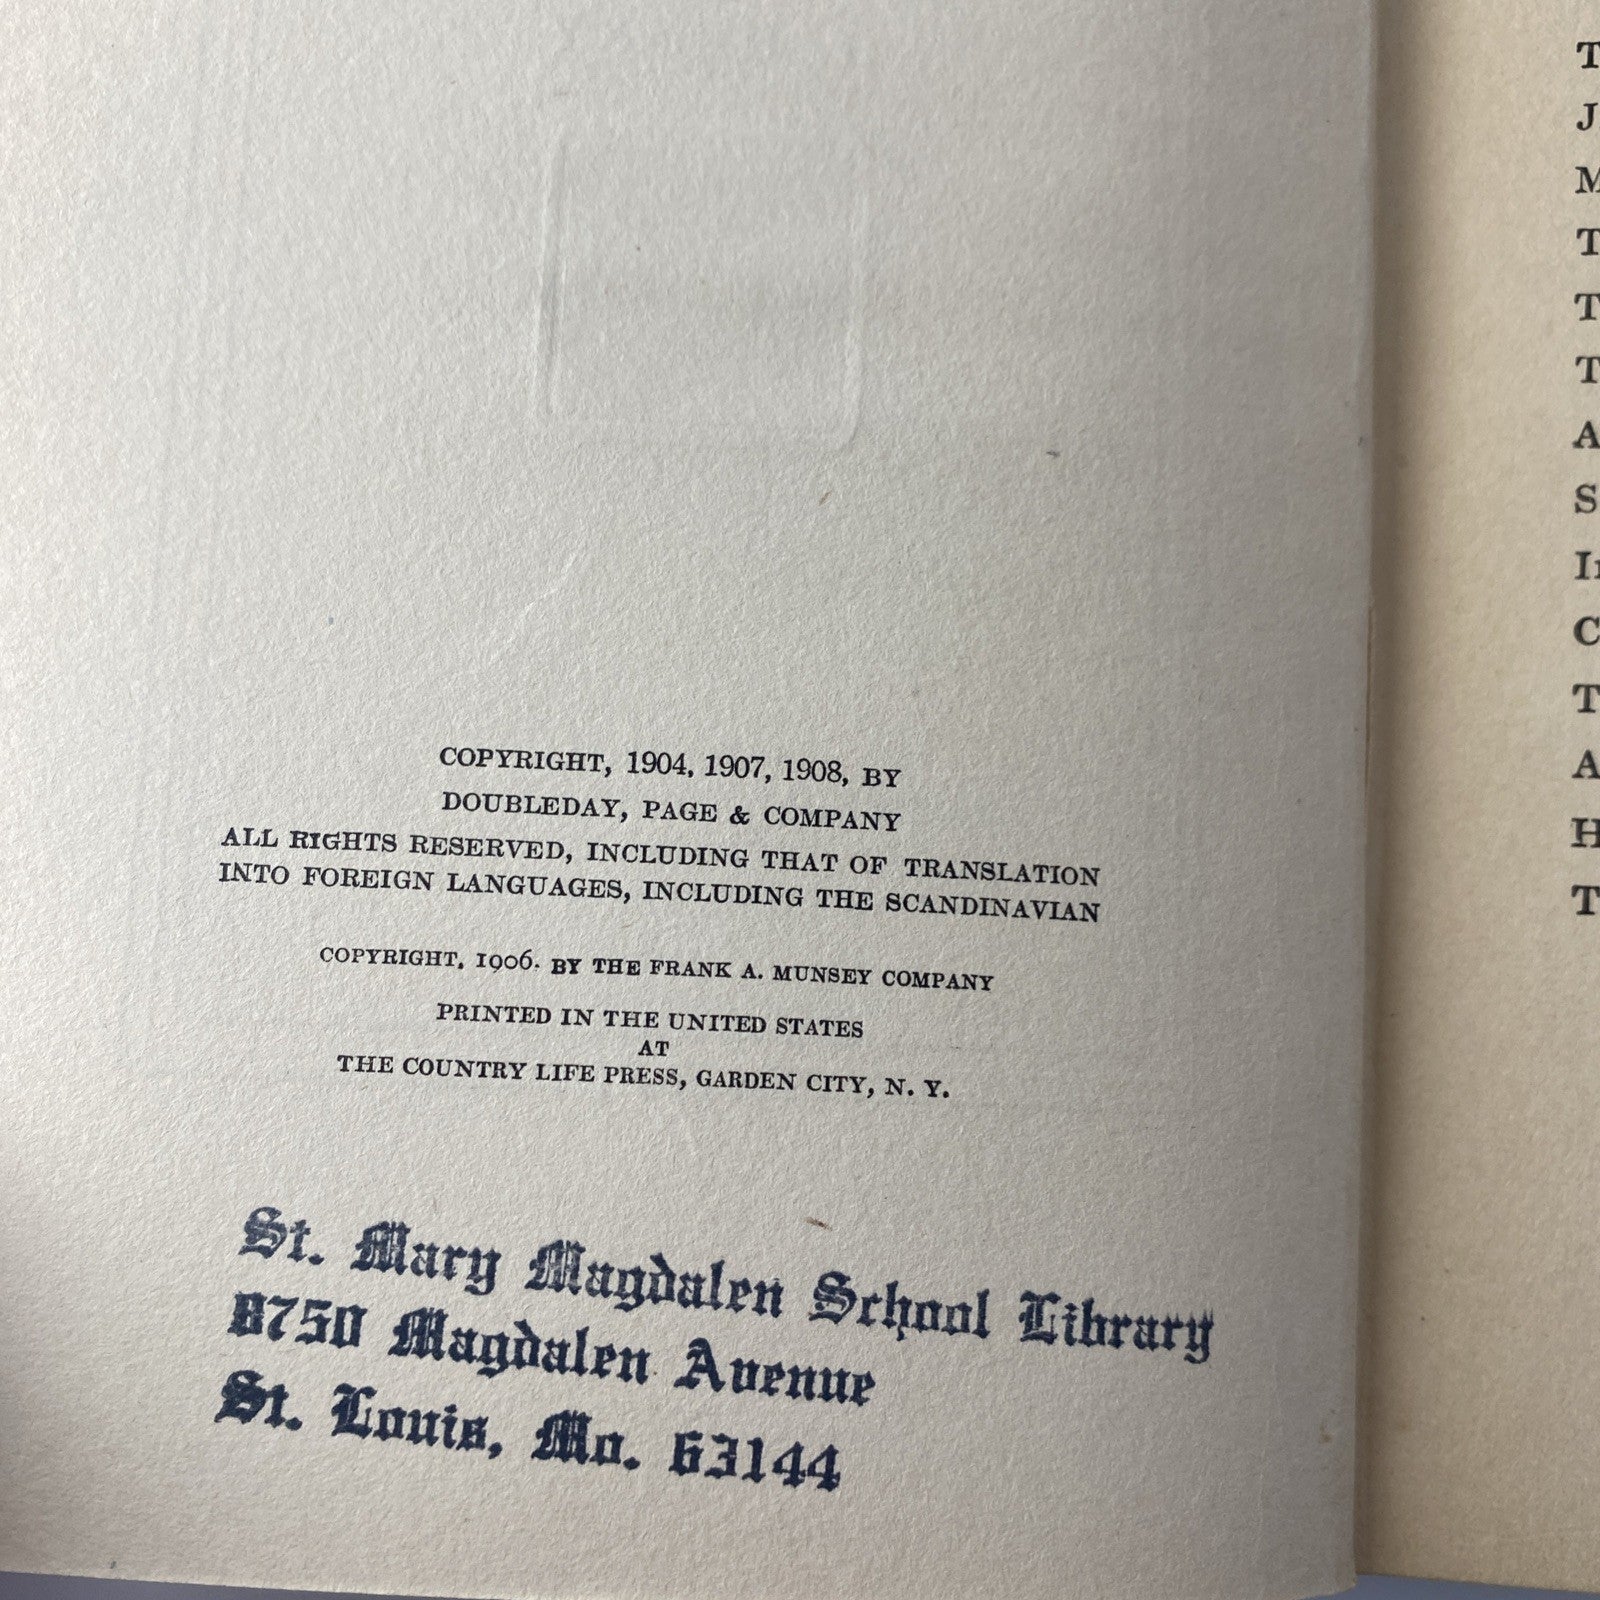 COPYRIGHT, 1904, 1907, 1908, BY
DOUBLEDAY, PAGE & COMPANY
ALL RIGHTS RESERVED, INCLUDING THAT OF TRANSLATION
INTO FOREIGN LANGUAGES, INCLUDING THE SCANDINAVIAN
COPYRIGHT, 1906. BY THE FRANK A. MUNSEY COMPANY
PRINTED IN THE UNITED STATES
AT
THE COUNTRY LIFE PRESS, GARDEN CITY, N. Y.
St. Mary Magdalen School Library
8750 Magdalen Avenue
St. Louis, Mo. 63144